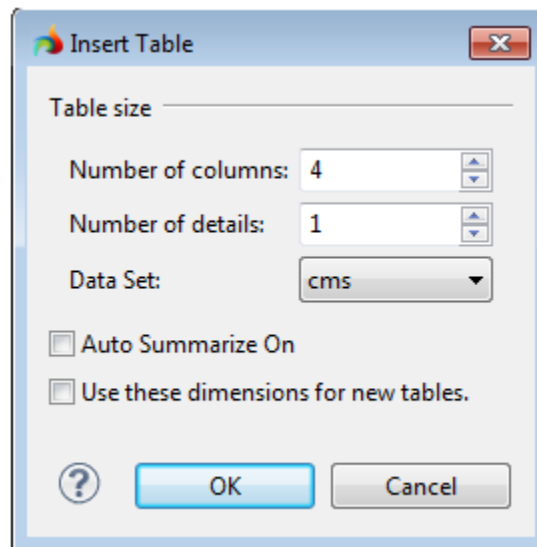 Insert Table
Table size
Number of columns: 4
Number of details: 1
Data Set: cms
Auto Summarize On
Use these dimensions for new tables.
? OK Cancel